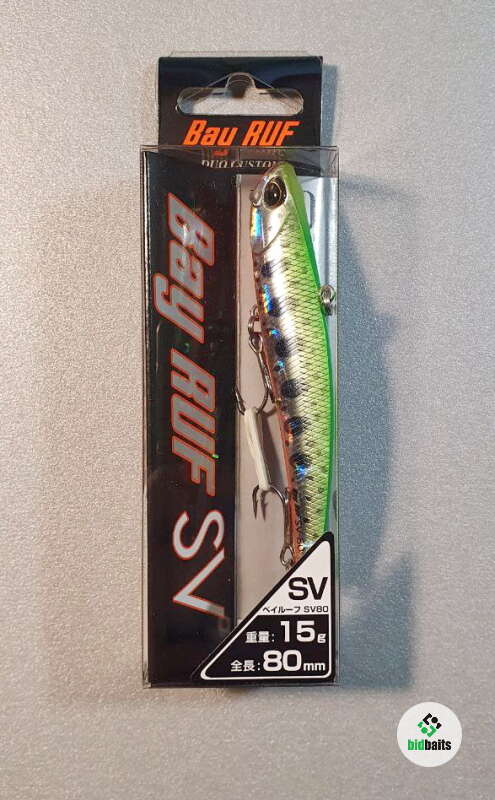 Bay RUF
DUO CUSTOM
Bay RUF SV
SV
ベイルーフ SV80
重量: 15g
全長: 80mm
bidbaits